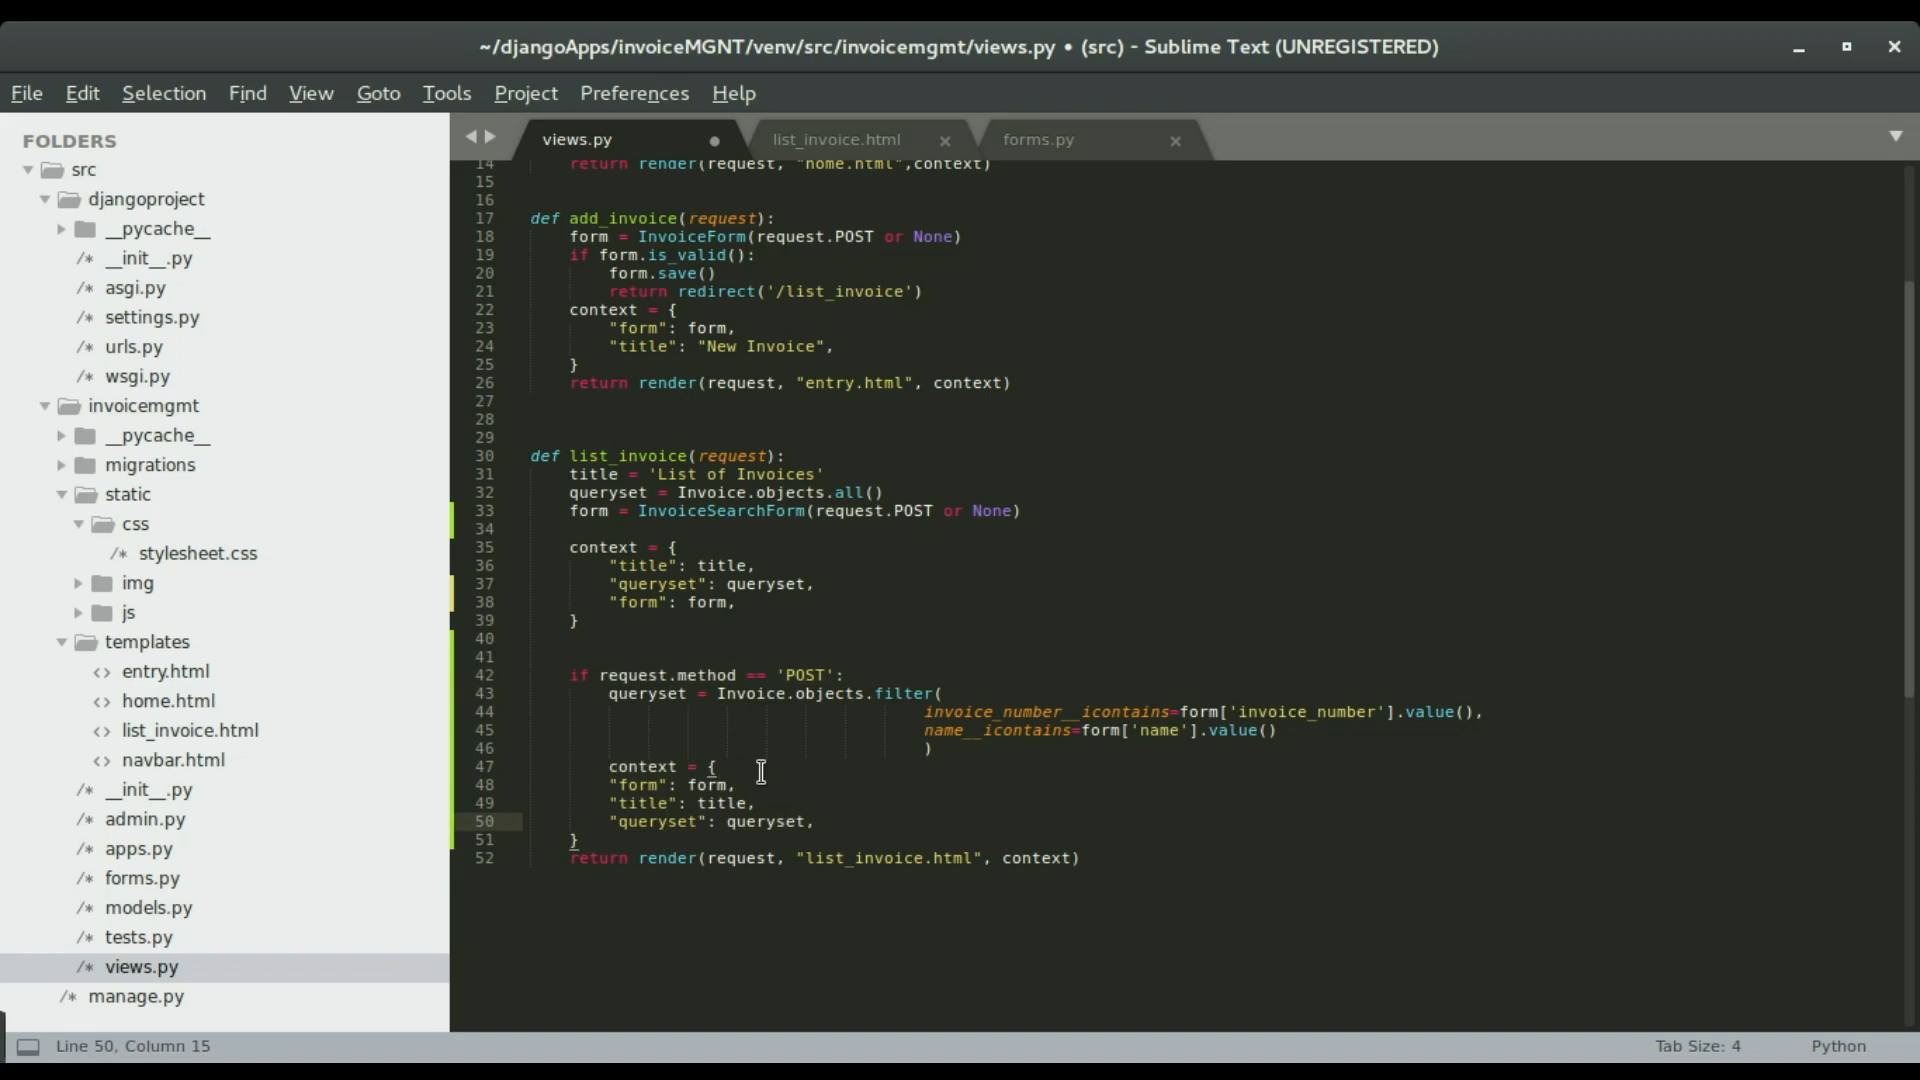 ~/djangoApps/invoiceMGNT/venv/src/invoicemgmt/views.py • (src) - Sublime Text (UNREGISTERED)
File Edit Selection Find View Goto Tools Project Preferences Help
FOLDERS
src
djangoproject
__pycache__
/* __init__.py
/* asgi.py
/* settings.py
/* urls.py
/* wsgi.py
invoicemgmt
__pycache__
migrations
static
css
/* stylesheet.css
img
js
templates
<> entry.html
<> home.html
<> list_invoice.html
<> navbar.html
/* __init__.py
/* admin.py
/* apps.py
/* forms.py
/* models.py
/* tests.py
/* views.py
/* manage.py
views.py
list_invoice.html
forms.py
14 return render(request, "home.html",context)
15
16
17 def add_invoice(request):
18 form = InvoiceForm(request.POST or None)
19 if form.is_valid():
20 form.save()
21 return redirect('/list_invoice')
22 context = {
23 "form": form,
24 "title": "New Invoice",
25 }
26 return render(request, "entry.html", context)
27
28
29
30 def list_invoice(request):
31 title = 'List of Invoices'
32 queryset = Invoice.objects.all()
33 form = InvoiceSearchForm(request.POST or None)
34
35 context = {
36 "title": title,
37 "queryset": queryset,
38 "form": form,
39 }
40
41
42 if request.method == 'POST':
43 queryset = Invoice.objects.filter(
44 invoice_number__icontains=form['invoice_number'].value(),
45 name__icontains=form['name'].value()
46 )
47 context = {
48 "form": form,
49 "title": title,
50 "queryset": queryset,
51 }
52 return render(request, "list_invoice.html", context)
Line 50, Column 15
Tab Size: 4
Python